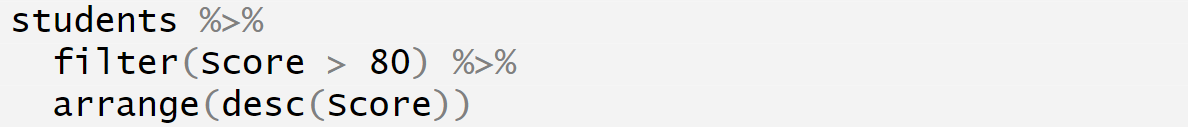 students %>%
  filter(Score > 80) %>%
  arrange(desc(Score))